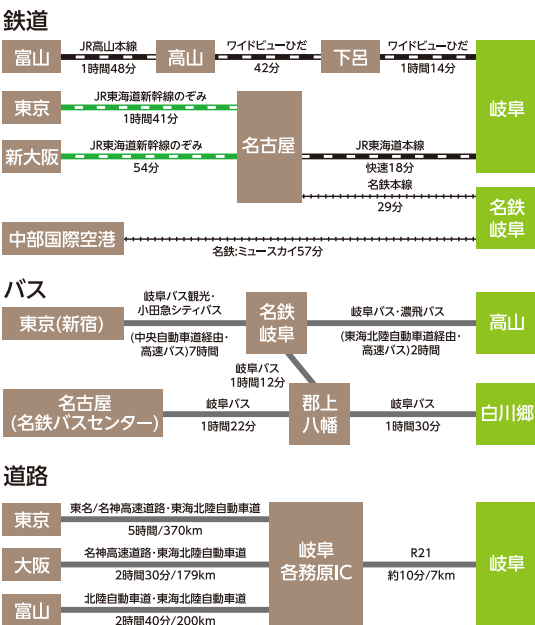 鉄道
富山
JR高山本線
1時間48分
高山
ワイドビューひだ
42分
下呂
ワイドビューひだ
1時間14分
岐阜
東京
JR東海道新幹線のぞみ
1時間41分
新大阪
JR東海道新幹線のぞみ
54分
名古屋
JR東海道本線
快速18分
名鉄本線
29分
名鉄
岐阜
中部国際空港
名鉄:ミュースカイ57分
バス
東京(新宿)
岐阜バス観光・
小田急シティバス
(中央自動車道経由・
高速バス)7時間
名鉄
岐阜
岐阜バス・濃飛バス
(東海北陸自動車道経由・
高速バス)2時間
高山
岐阜バス
1時間12分
名古屋
(名鉄バスセンター)
岐阜バス
1時間22分
郡上
八幡
岐阜バス
1時間30分
白川郷
道路
東京
東名/名神高速道路・東海北陸自動車道
5時間/370km
大阪
名神高速道路・東海北陸自動車道
2時間30分/179km
富山
北陸自動車道・東海北陸自動車道
2時間40分/200km
岐阜
各務原IC
R21
約10分/7km
岐阜